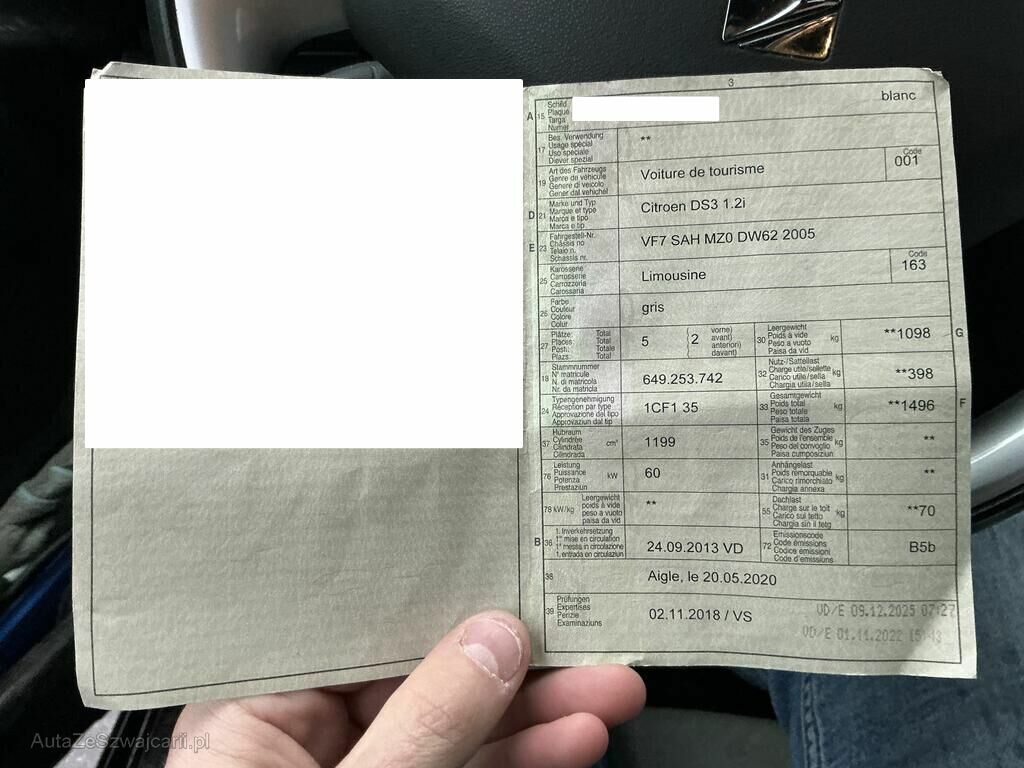 3
A 15 Schild Plaque Targa Numer blanc
17 Bes. Verwendung Usage spécial Uso speciale Diever spezial **
19 Art des Fahrzeugs Genre de véhicule Genere di veicolo Gener dal vehichel Voiture de tourisme Code 001
D 21 Marke und Typ Marque et type Marca e tipo Marca e tip Citroen DS3 1.2i
E 23 Fahrgestell-Nr. Châssis no Telaio n. Schassis nr. VF7 SAH MZ0 DW62 2005
25 Karosserie Carrosserie Carrozzeria Carossaria Limousine Code 163
26 Farbe Couleur Colore Colur gris
27 Plätze: Total Places: Total Posti: Totale Plazs: Total 5 (2 vorne) avant) anteriori) davant) 30 Leergewicht Poids à vide Peso a vuoto Paisa da vid kg **1098 G
18 Stammnummer N° matricule N. di matricola Nr. da matricla 649.253.742 32 Nutz-/Sattellast Charge utile/sellette Carico utile/sella Chargia utila/sella kg **398
24 Typengenehmigung Réception par type Approvazione del tipo Approvaziun dal tip 1CF1 35 33 Gesamtgewicht Poids total Peso totale Paisa totala kg **1496 F
37 Hubraum Cylindrée Cilindrata Cilindrada cm³ 1199 35 Gewicht des Zuges Poids de l'ensemble Peso del convoglio Paisa cumposiziun kg **
76 Leistung Puissance Potenza Prestaziun kW 60 31 Anhängelast Poids remorquable Carico rimorchiato Chargia annexa kg **
78 kW/kg Leergewicht poids à vide peso a vuoto paisa da vid ** 55 Dachlast Charge sur le toit Carico sul tetto Chargia sin il tetg kg **70
B 36 1. Inverkehrsetzung 1re mise en circulation 1a messa in circolazione 1. entrada en circulaziun 24.09.2013 VD 72 Emissionscode Code émissions Codice emissioni Code d'emissiuns B5b
38 Aigle, le 20.05.2020
39 Prüfungen Expertises Perizie Examinaziuns 02.11.2018 / VS VD/E 09.12.2025 07:27
VD/E 01.11.2022
AutaZeSzwajcarii.pl